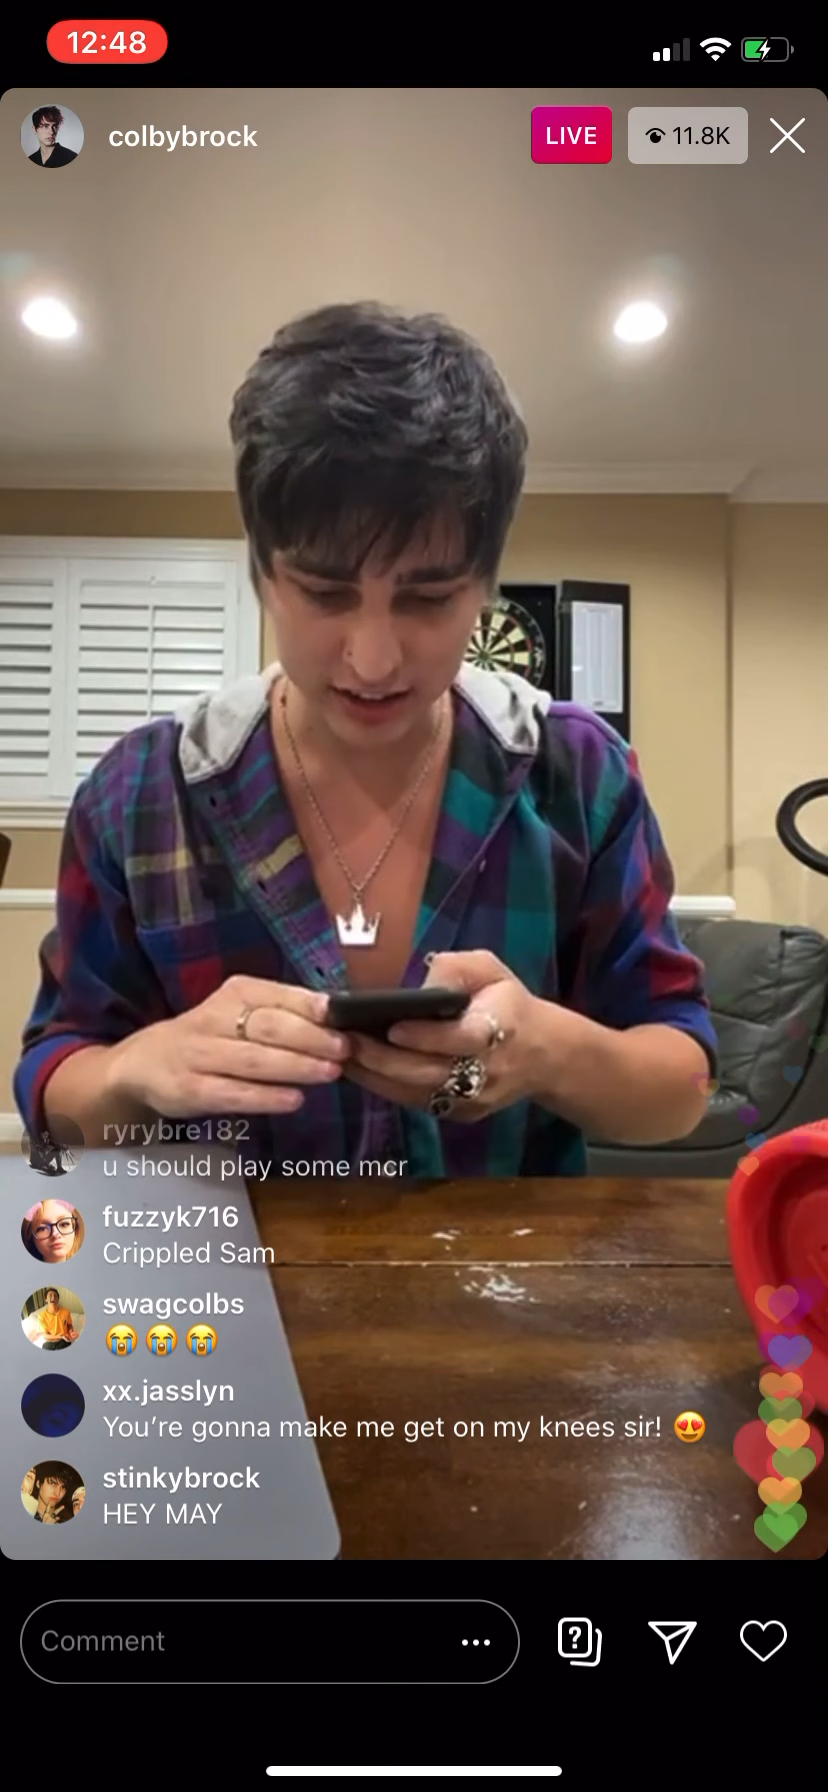 12:48
colbybrock
LIVE
11.8K
ryrybre182
u should play some mcr
fuzzyk716
Crippled Sam
swagcolbs
😭😭😭
xx.jasslyn
You’re gonna make me get on my knees sir! 😍
stinkybrock
HEY MAY
Comment